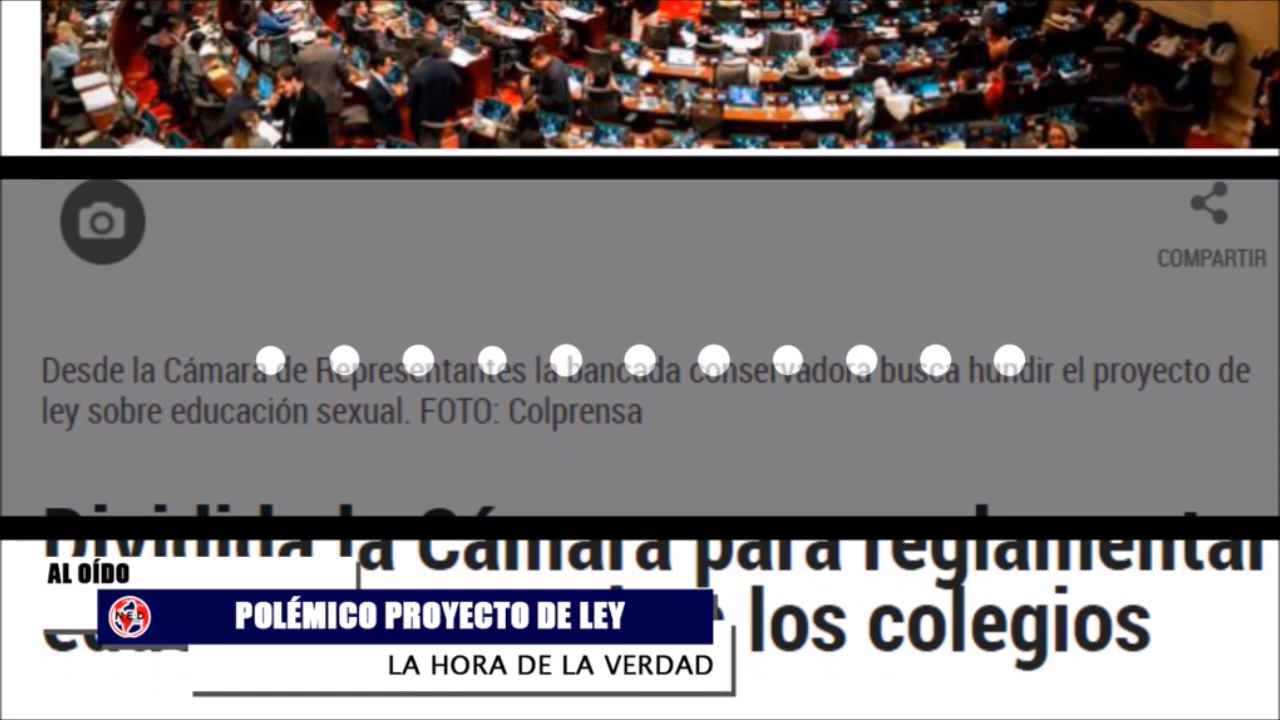 COMPARTIR
Desde la Cámara de Representantes la bancada conservadora busca hundir el proyecto de
ley sobre educación sexual. FOTO: Colprensa
Dividida la Cámara para reglamentar
los colegios
AL OÍDO
POLÉMICO PROYECTO DE LEY
LA HORA DE LA VERDAD